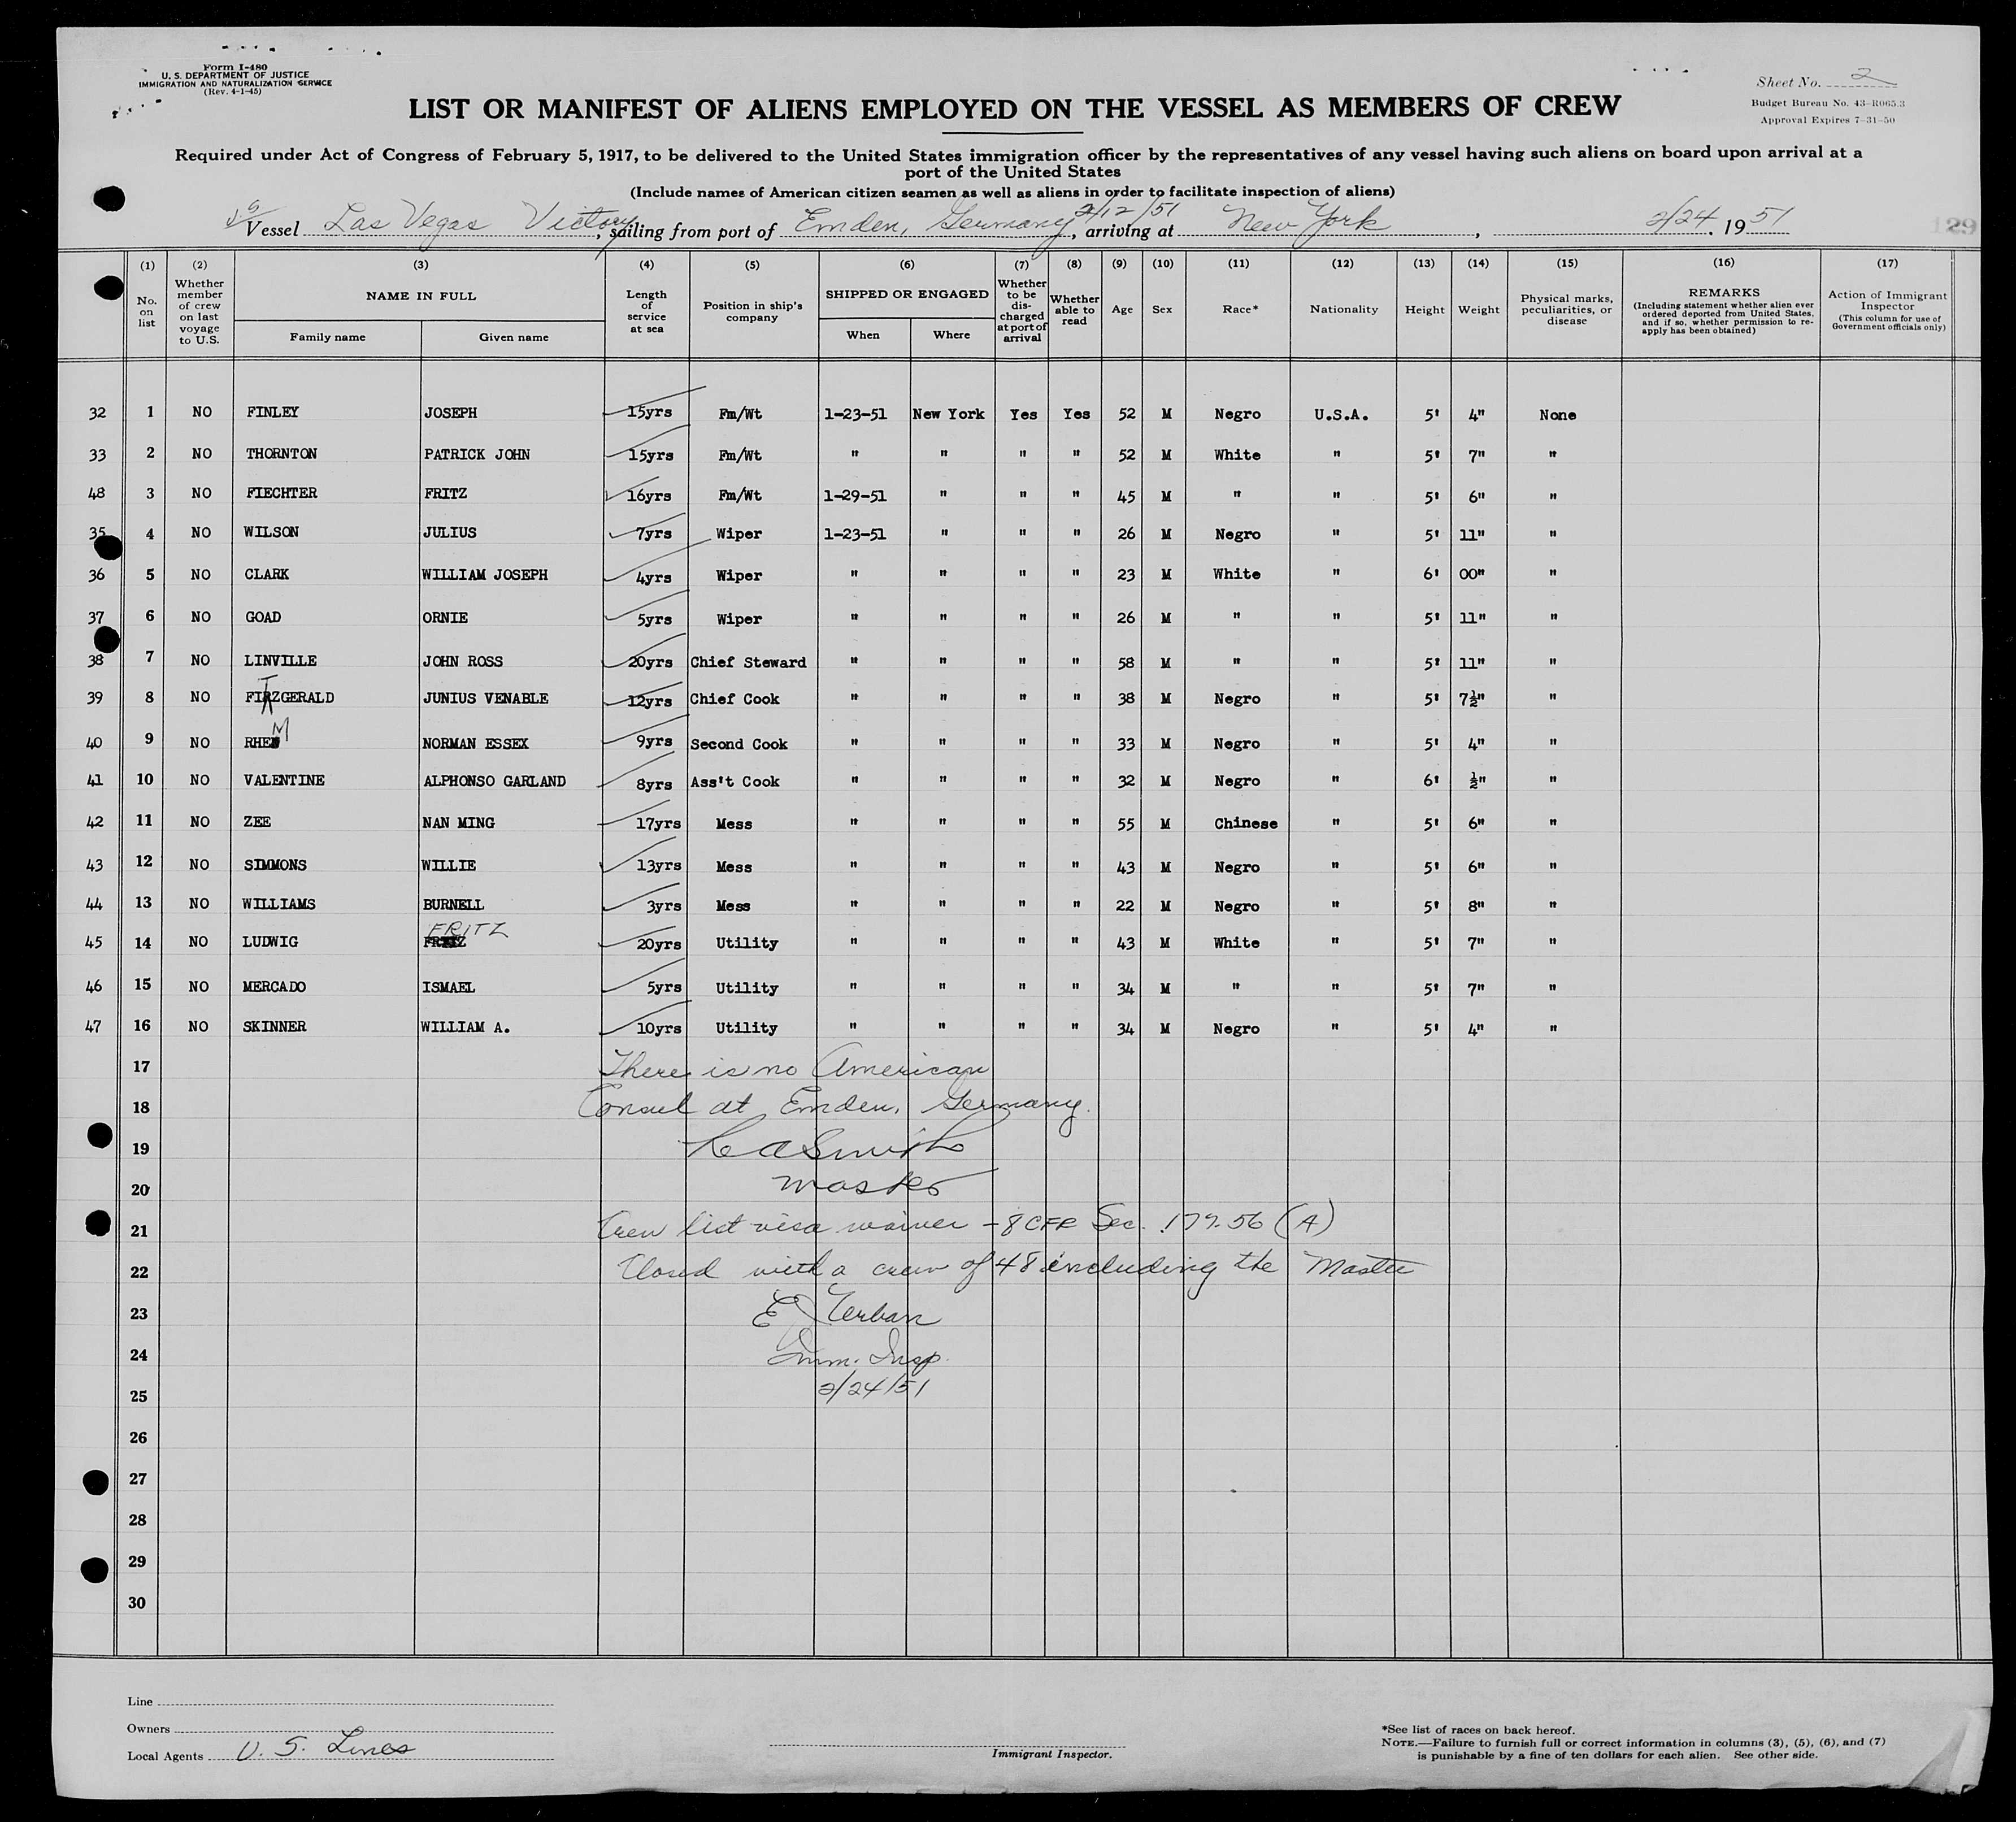 Form I-480
U. S. DEPARTMENT OF JUSTICE
IMMIGRATION AND NATURALIZATION SERVICE
(Rev. 4-1-45)
Sheet No. 2
Budget Bureau No. 43-R065.3
Approval Expires 7-31-50
LIST OR MANIFEST OF ALIENS EMPLOYED ON THE VESSEL AS MEMBERS OF CREW
Required under Act of Congress of February 5, 1917, to be delivered to the United States immigration officer by the representatives of any vessel having such aliens on board upon arrival at a
port of the United States
(Include names of American citizen seamen as well as aliens in order to facilitate inspection of aliens)
Vessel Las Vegas Victory, sailing from port of Emden, Germany 2/12/51, arriving at New York, 2/24, 1951
129
(1) No. on list (2) Whether member of crew on last voyage to U.S. (3) NAME IN FULL Family name Given name (4) Length of service at sea (5) Position in ship's company (6) SHIPPED OR ENGAGED When Where (7) Whether to be discharged at port of arrival (8) Whether able to read (9) Age (10) Sex (11) Race* (12) Nationality (13) Height (14) Weight (15) Physical marks, peculiarities, or disease (16) REMARKS (Including statement whether alien ever ordered deported from United States, and if so, whether permission to re-apply has been obtained) (17) Action of Immigrant Inspector (This column for use of Government officials only)
32 1 NO FINLEY JOSEPH 15yrs Fm/Wt 1-23-51 New York Yes Yes 52 M Negro U.S.A. 5' 4" None
33 2 NO THORNTON PATRICK JOHN 15yrs Fm/Wt " " " " 52 M White " 5' 7" "
48 3 NO FIECHTER FRITZ 16yrs Fm/Wt 1-29-51 " " " 45 M " " 5' 6" "
35 4 NO WILSON JULIUS 7yrs Wiper 1-23-51 " " " 26 M Negro " 5' 11" "
36 5 NO CLARK WILLIAM JOSEPH 4yrs Wiper " " " " 23 M White " 6' 00" "
37 6 NO GOAD ORNIE 5yrs Wiper " " " " 26 M " " 5' 11" "
38 7 NO LINVILLE JOHN ROSS 20yrs Chief Steward " " " " 58 M " " 5' 11" "
39 8 NO FITZGERALD JUNIUS VENABLE 12yrs Chief Cook " " " " 38 M Negro " 5' 7½" "
40 9 NO RHEM NORMAN ESSEX 9yrs Second Cook " " " " 33 M Negro " 5' 4" "
41 10 NO VALENTINE ALPHONSO GARLAND 8yrs Ass't Cook " " " " 32 M Negro " 6' ½" "
42 11 NO ZEE NAN MING 17yrs Mess " " " " 55 M Chinese " 5' 6" "
43 12 NO SIMMONS WILLIE 13yrs Mess " " " " 43 M Negro " 5' 6" "
44 13 NO WILLIAMS BURNELL 3yrs Mess " " " " 22 M Negro " 5' 8" "
45 14 NO LUDWIG FRITZ 20yrs Utility " " " " 43 M White " 5' 7" "
46 15 NO MERCADO ISMAEL 5yrs Utility " " " " 34 M " " 5' 7" "
47 16 NO SKINNER WILLIAM A. 10yrs Utility " " " " 34 M Negro " 5' 4" "
17 There is no American
18 Consul at Emden, Germany.
19 Smith
20 Master
21 Crew list visa waiver - 8 CFR Sec. 177.56 (A)
22 Closed with a crew of 48 including the Master
23 E Urban
24 Imm. Insp.
25 2/24/51
26
27
28
29
30
Line
Owners
Local Agents U. S. Lines
Immigrant Inspector.
*See list of races on back hereof.
NOTE.—Failure to furnish full or correct information in columns (3), (5), (6), and (7)
is punishable by a fine of ten dollars for each alien. See other side.